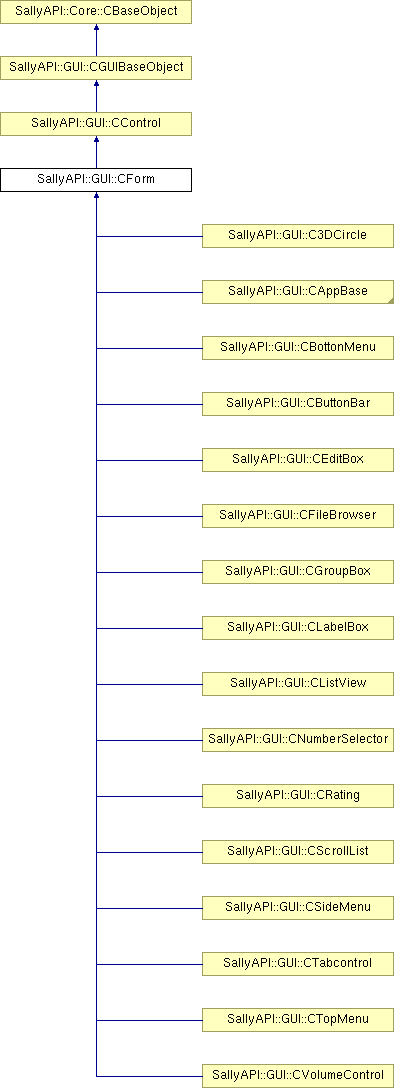 SallyAPI::Core::CBaseObject
SallyAPI::GUI::CGUIBaseObject
SallyAPI::GUI::CControl
SallyAPI::GUI::CForm
SallyAPI::GUI::C3DCircle
SallyAPI::GUI::CAppBase
SallyAPI::GUI::CBottonMenu
SallyAPI::GUI::CButtonBar
SallyAPI::GUI::CEditBox
SallyAPI::GUI::CFileBrowser
SallyAPI::GUI::CGroupBox
SallyAPI::GUI::CLabelBox
SallyAPI::GUI::CListView
SallyAPI::GUI::CNumberSelector
SallyAPI::GUI::CRating
SallyAPI::GUI::CScrollList
SallyAPI::GUI::CSideMenu
SallyAPI::GUI::CTabcontrol
SallyAPI::GUI::CTopMenu
SallyAPI::GUI::CVolumeControl